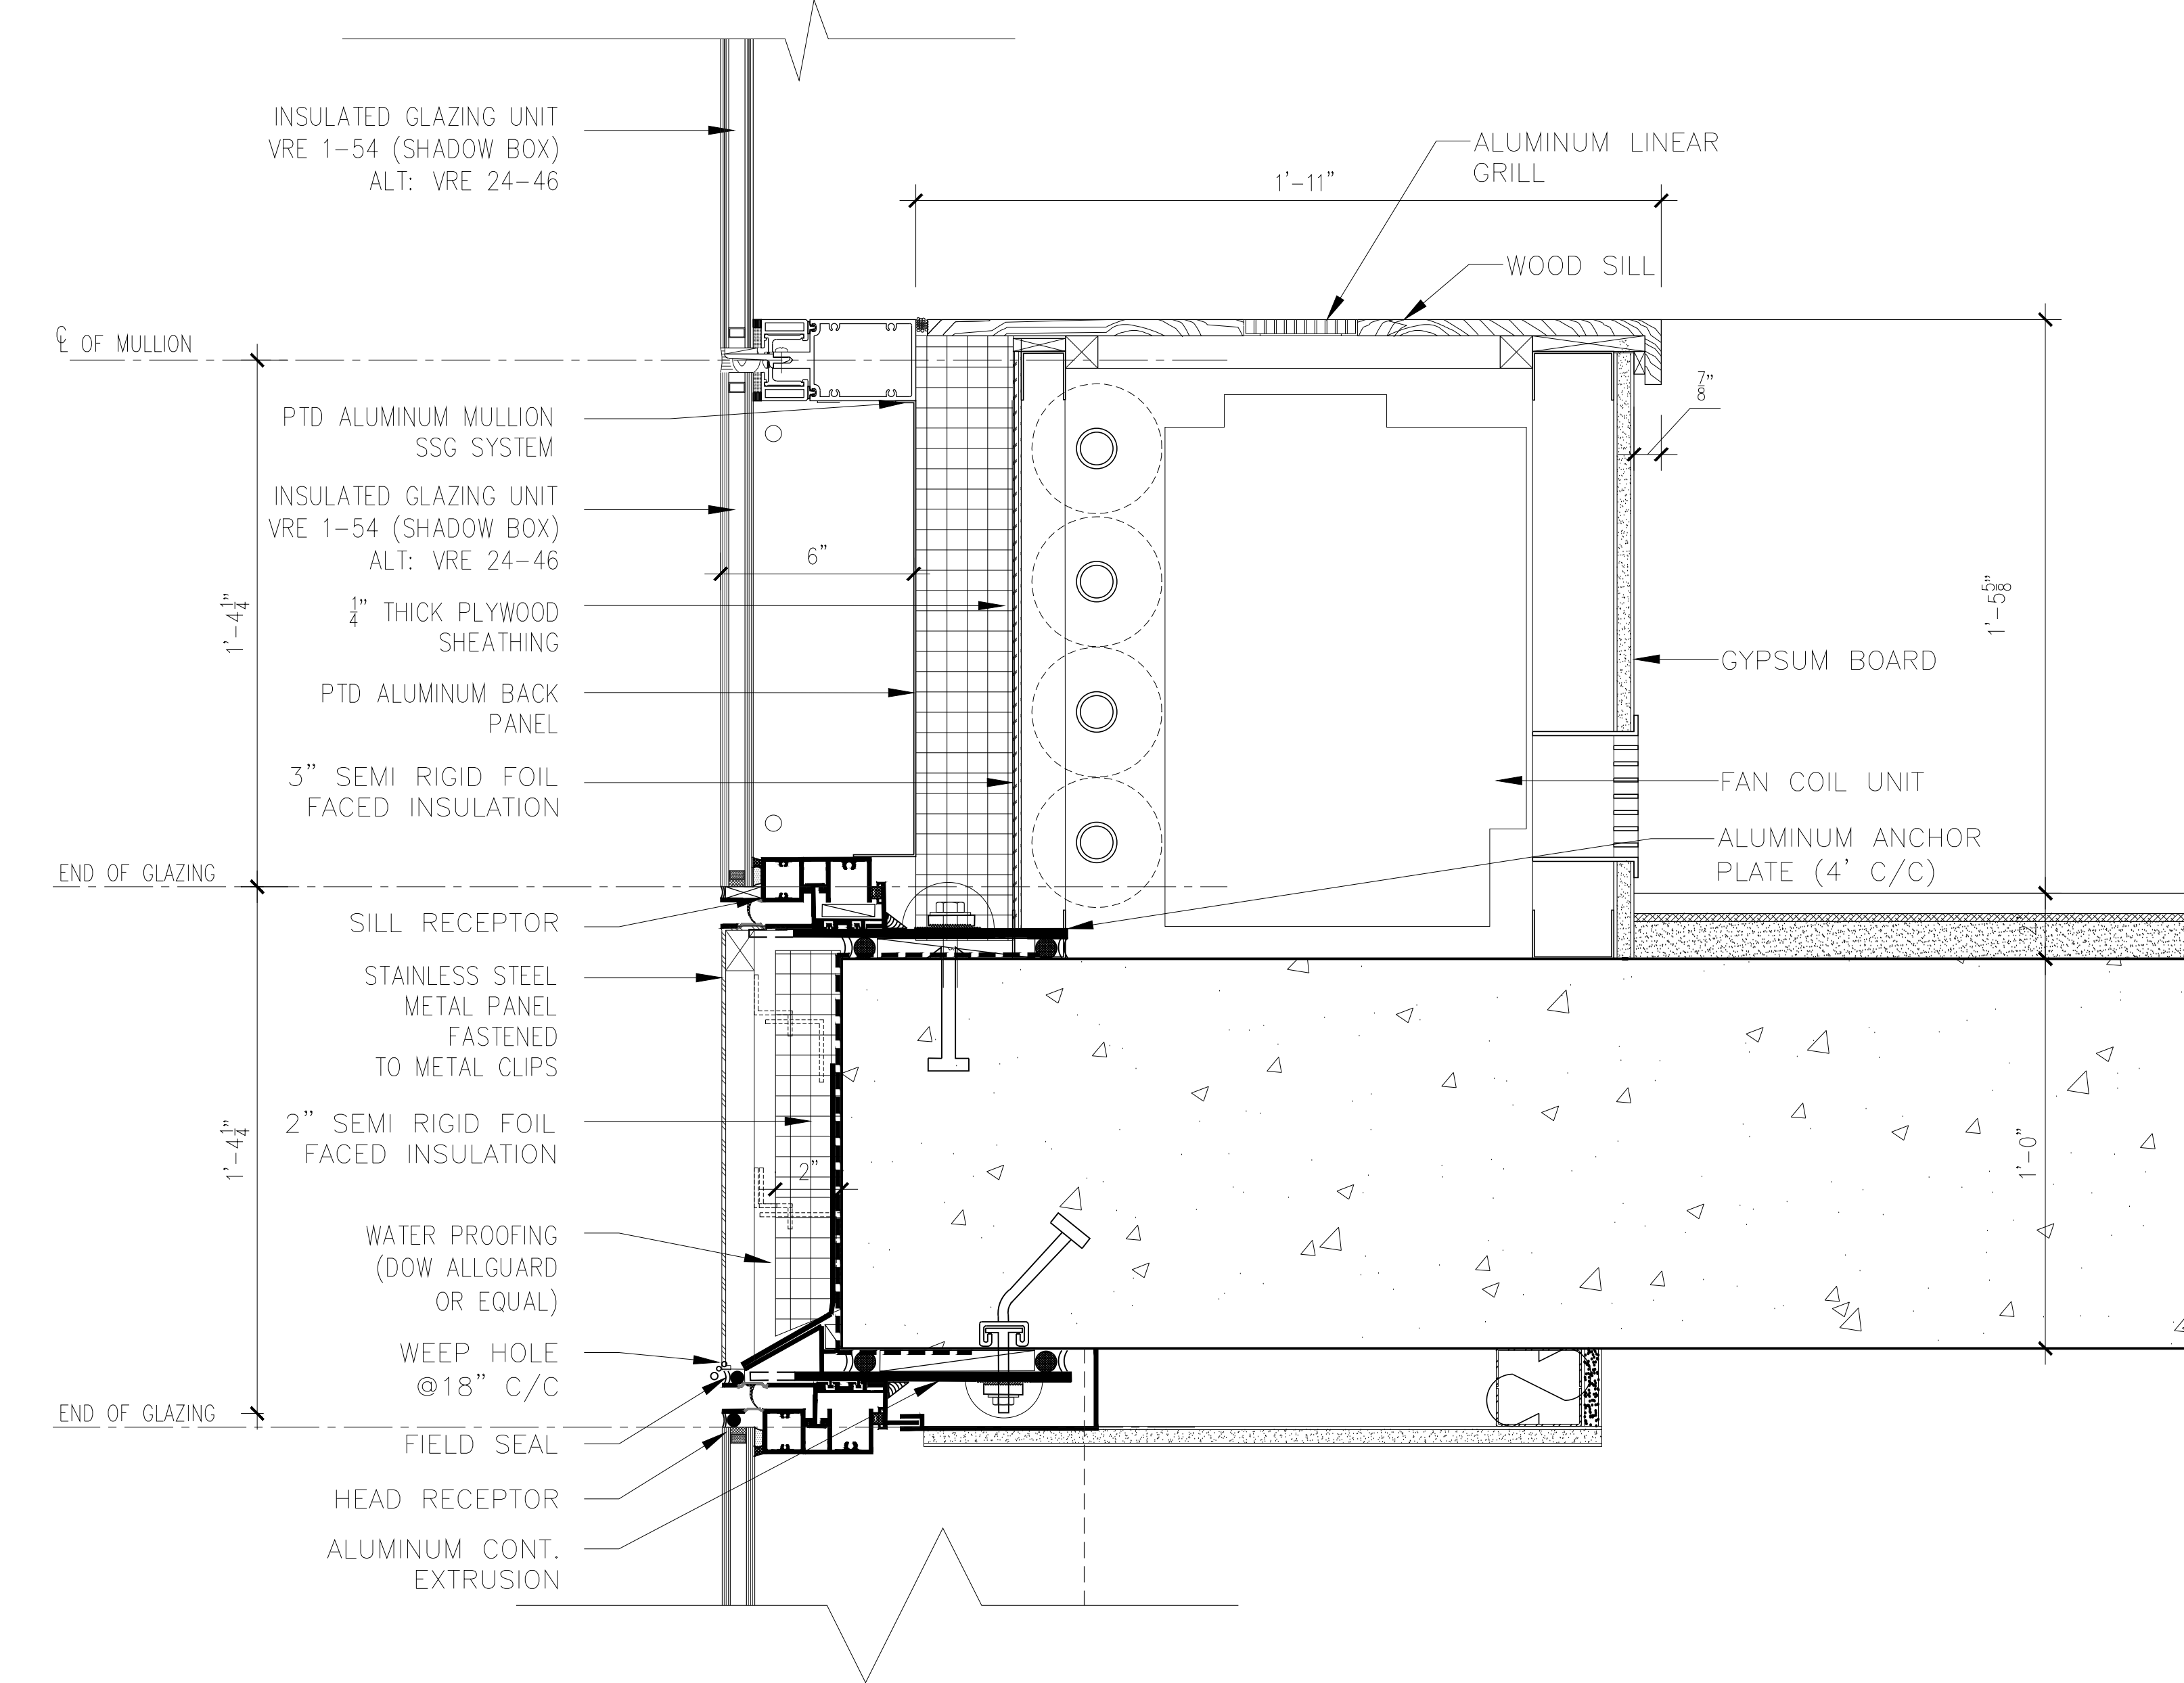 INSULATED GLAZING UNIT
VRE 1-54 (SHADOW BOX)
ALT: VRE 24-46
ALUMINUM LINEAR
GRILL
1'-11"
WOOD SILL
℄ OF MULLION
PTD ALUMINUM MULLION
SSG SYSTEM
7/8"
INSULATED GLAZING UNIT
VRE 1-54 (SHADOW BOX)
ALT: VRE 24-46
6"
1'-4 1/4"
1/4" THICK PLYWOOD
SHEATHING
1'-5 5/8"
GYPSUM BOARD
PTD ALUMINUM BACK
PANEL
3" SEMI RIGID FOIL
FACED INSULATION
FAN COIL UNIT
ALUMINUM ANCHOR
PLATE (4' C/C)
END OF GLAZING
SILL RECEPTOR
2"
STAINLESS STEEL
METAL PANEL
FASTENED
TO METAL CLIPS
2" SEMI RIGID FOIL
FACED INSULATION
1'-4 1/4"
2"
1'-0"
WATER PROOFING
(DOW ALLGUARD
OR EQUAL)
WEEP HOLE
@18" C/C
END OF GLAZING
FIELD SEAL
HEAD RECEPTOR
ALUMINUM CONT.
EXTRUSION